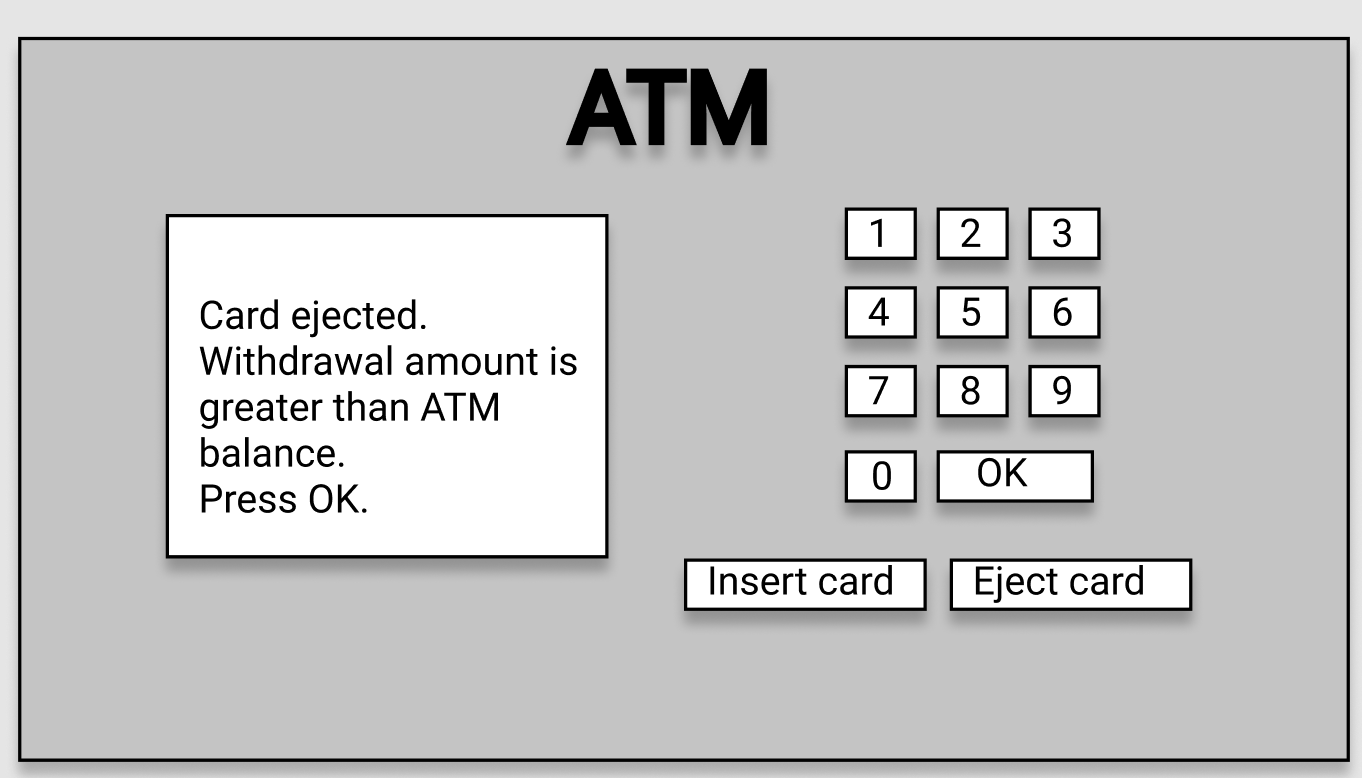 ATM
Card ejected.
Withdrawal amount is
greater than ATM
balance.
Press OK.
1 2 3
4 5 6
7 8 9
0 OK
Insert card Eject card